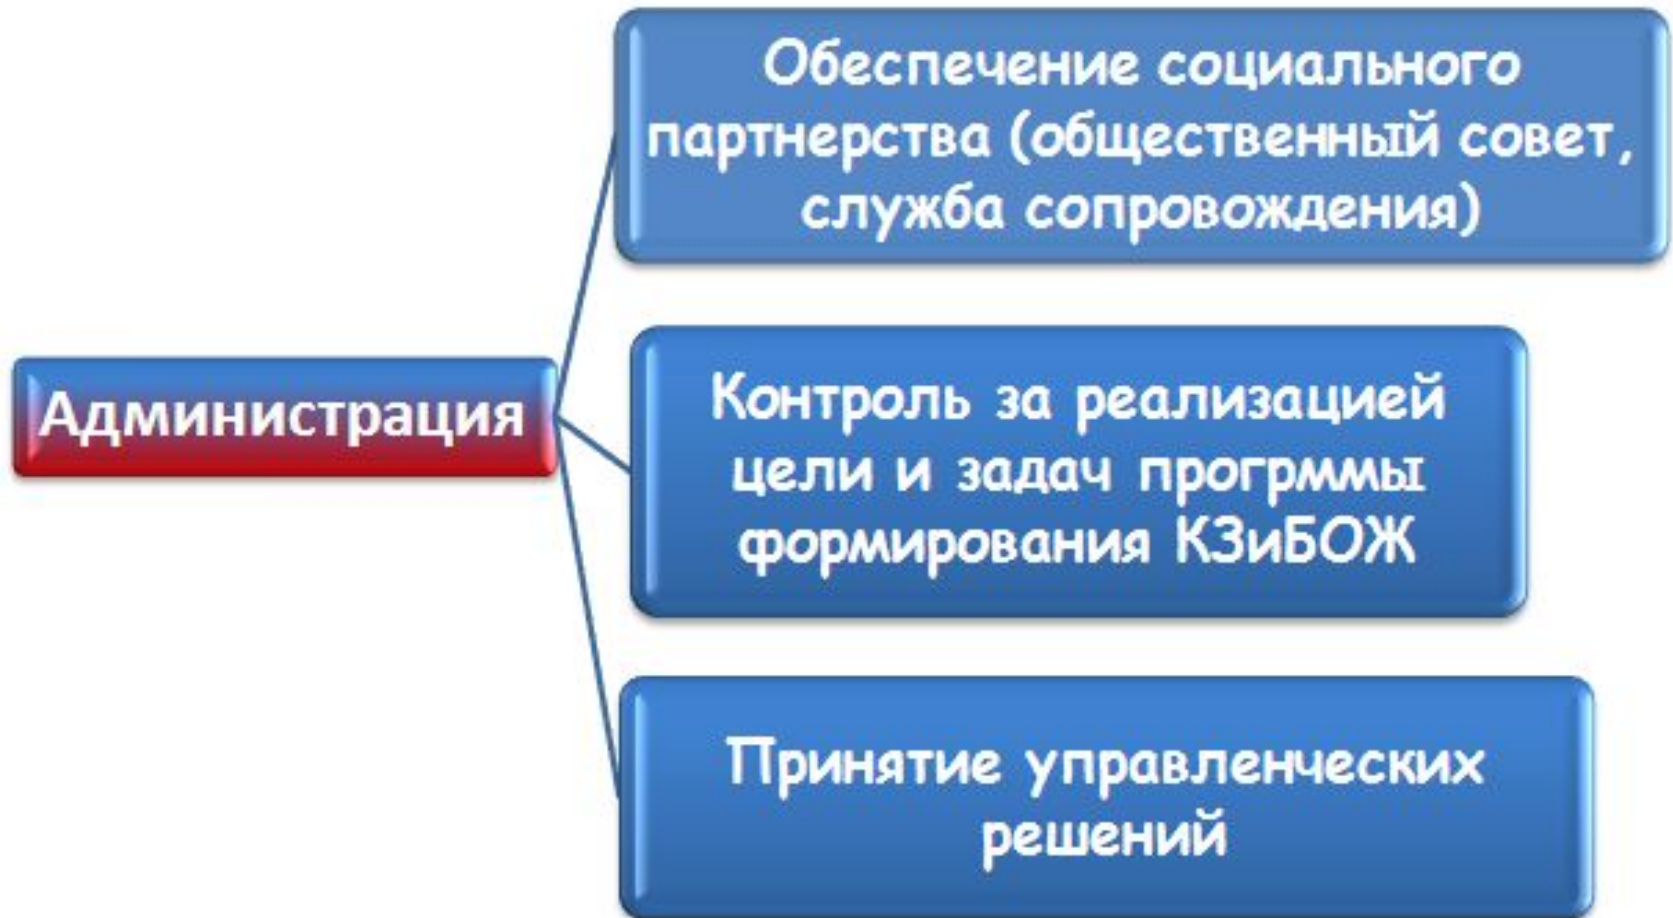 Обеспечение социального
партнерства (общественный совет,
служба сопровождения)
Администрация
Контроль за реализацией
цели и задач прогрммы
формирования КЗиБОЖ
Принятие управленческих
решений